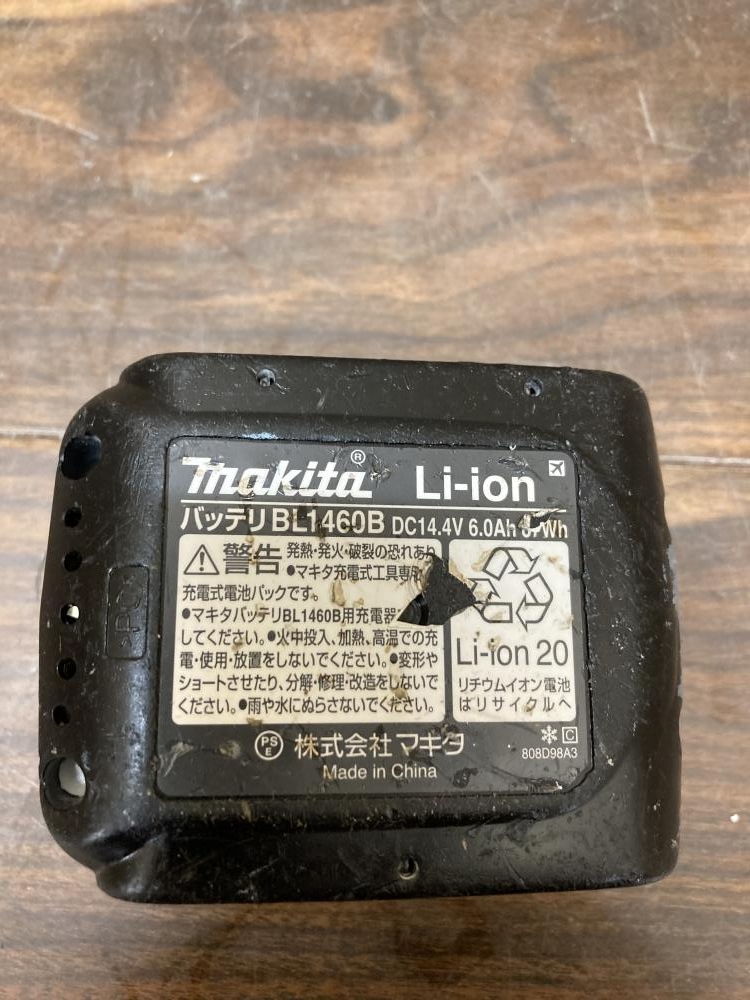 makita® Li-ion
バッテリ BL1460B DC14.4V 6.0Ah 87Wh
警告 発熱・発火・破裂の恐れあり
●マキタ充電式工具専用
充電式電池パックです。
●マキタバッテリBL1460B用充電器
してください。●火中投入、加熱、高温での充
電・使用・放置をしないでください。●変形や
ショートさせたり、分解・修理・改造をしないで
ください。●雨や水にぬらさないでください。
Li-ion 20
リチウムイオン電池
はリサイクルへ
PS
E
株式会社マキタ
C
808D98A3
Made in China
>PC<